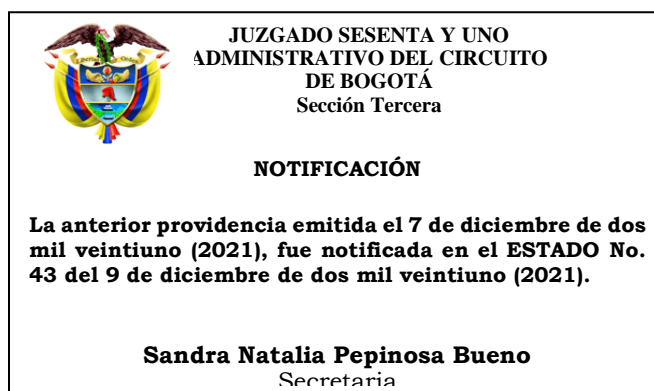 JUZGADO SESENTA Y UNO
ADMINISTRATIVO DEL CIRCUITO
DE BOGOTÁ
Sección Tercera
NOTIFICACIÓN
La anterior providencia emitida el 7 de diciembre de dos
mil veintiuno (2021), fue notificada en el ESTADO No.
43 del 9 de diciembre de dos mil veintiuno (2021).
Sandra Natalia Pepinosa Bueno
Secretaria